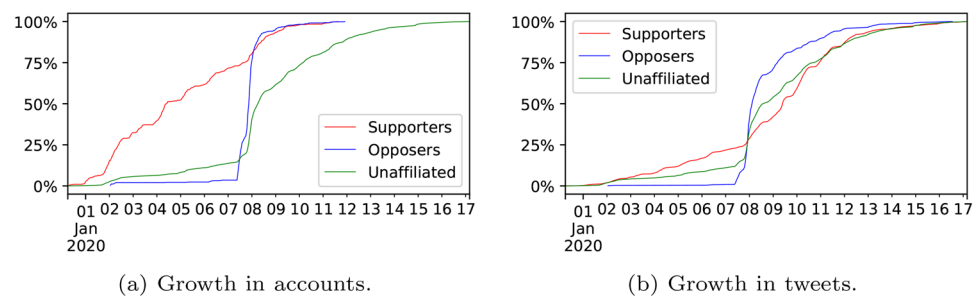 100%
75%
50%
25%
0%
Supporters
Opposers
Unaffiliated
01 02 03 04 05 06 07 08 09 10 11 12 13 14 15 16 17
Jan
2020
(a) Growth in accounts.
100%
75%
50%
25%
0%
Supporters
Opposers
Unaffiliated
01 02 03 04 05 06 07 08 09 10 11 12 13 14 15 16 17
Jan
2020
(b) Growth in tweets.